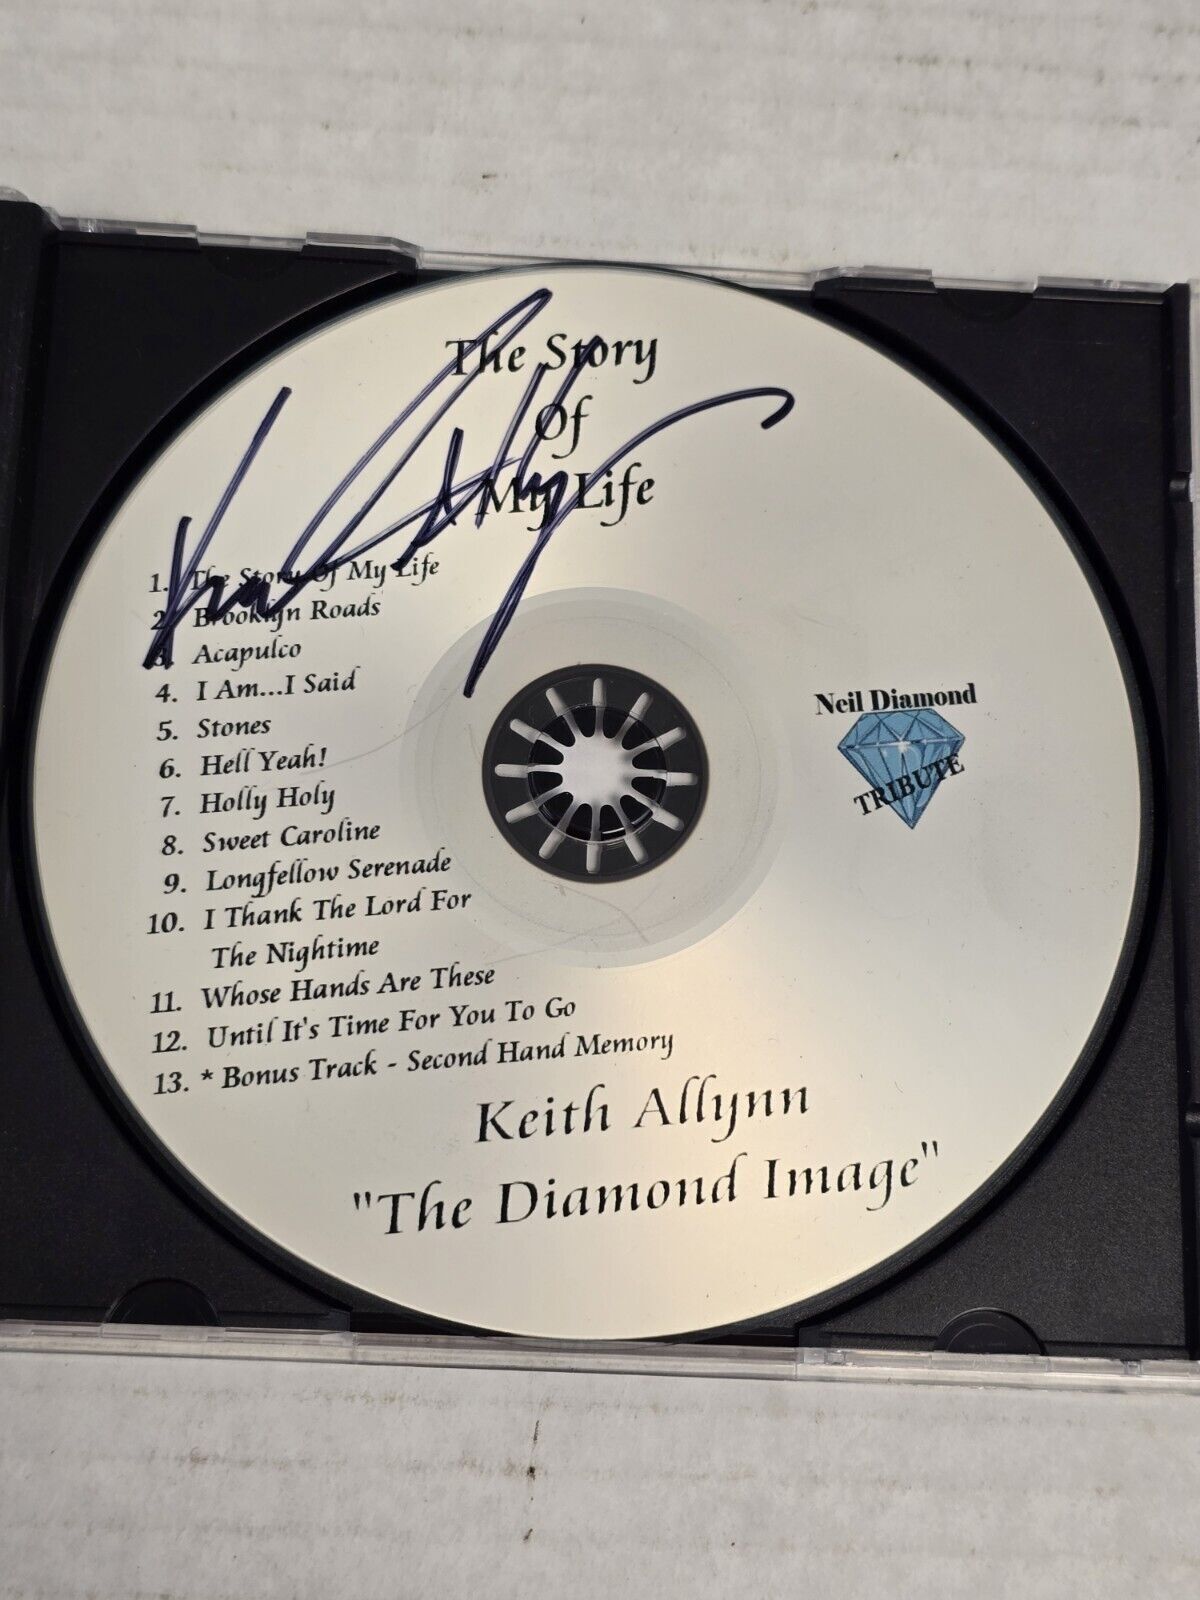 The Story
Of
My Life
1. The Story Of My Life
2. Brooklyn Roads
3. Acapulco
4. I Am...I Said
5. Stones
6. Hell Yeah!
7. Holly Holy
8. Sweet Caroline
9. Longfellow Serenade
10. I Thank The Lord For
The Nightime
11. Whose Hands Are These
12. Until It's Time For You To Go
13. * Bonus Track - Second Hand Memory
Neil Diamond
TRIBUTE
Keith Allynn
"The Diamond Image"